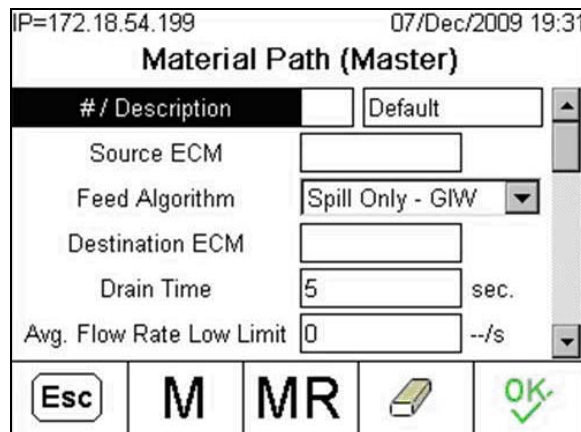 IP=172.18.54.199 07/Dec/2009 19:31
Material Path (Master)
# / Description Default
Source ECM
Feed Algorithm Spill Only - GIW
Destination ECM
Drain Time 5 sec.
Avg. Flow Rate Low Limit 0 --/s
Esc M MR OK